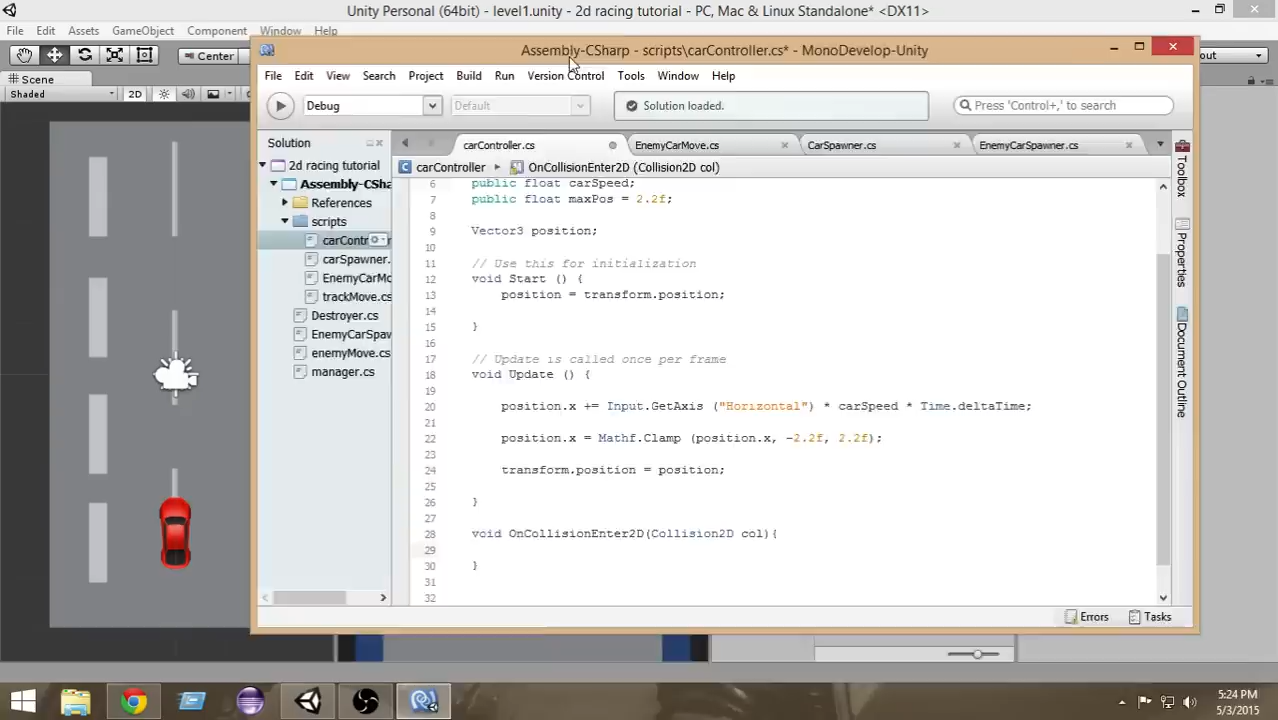 Unity Personal (64bit) - level1.unity - 2d racing tutorial - PC, Mac & Linux Standalone* <DX11>
File Edit Assets GameObject Component Window Help
Center
out
Scene
Shaded 2D
Assembly-CSharp - scripts\carController.cs* - MonoDevelop-Unity
File Edit View Search Project Build Run Version Control Tools Window Help
Debug Default Solution loaded. Press 'Control+,' to search
Solution
2d racing tutorial
Assembly-CSha
References
scripts
carContr
carSpawner.
EnemyCarMo
trackMove.cs
Destroyer.cs
EnemyCarSpaw
enemyMove.cs
manager.cs
carController.cs EnemyCarMove.cs CarSpawner.cs EnemyCarSpawner.cs
carController OnCollisionEnter2D (Collision2D col)
6 public float carSpeed;
7 public float maxPos = 2.2f;
8
9 Vector3 position;
10
11 // Use this for initialization
12 void Start () {
13 position = transform.position;
14
15 }
16
17 // Update is called once per frame
18 void Update () {
19
20 position.x += Input.GetAxis ("Horizontal") * carSpeed * Time.deltaTime;
21
22 position.x = Mathf.Clamp (position.x, -2.2f, 2.2f);
23
24 transform.position = position;
25
26 }
27
28 void OnCollisionEnter2D(Collision2D col){
29
30 }
31
32
Toolbox
Properties
Document Outline
Errors Tasks
5:24 PM
5/3/2015